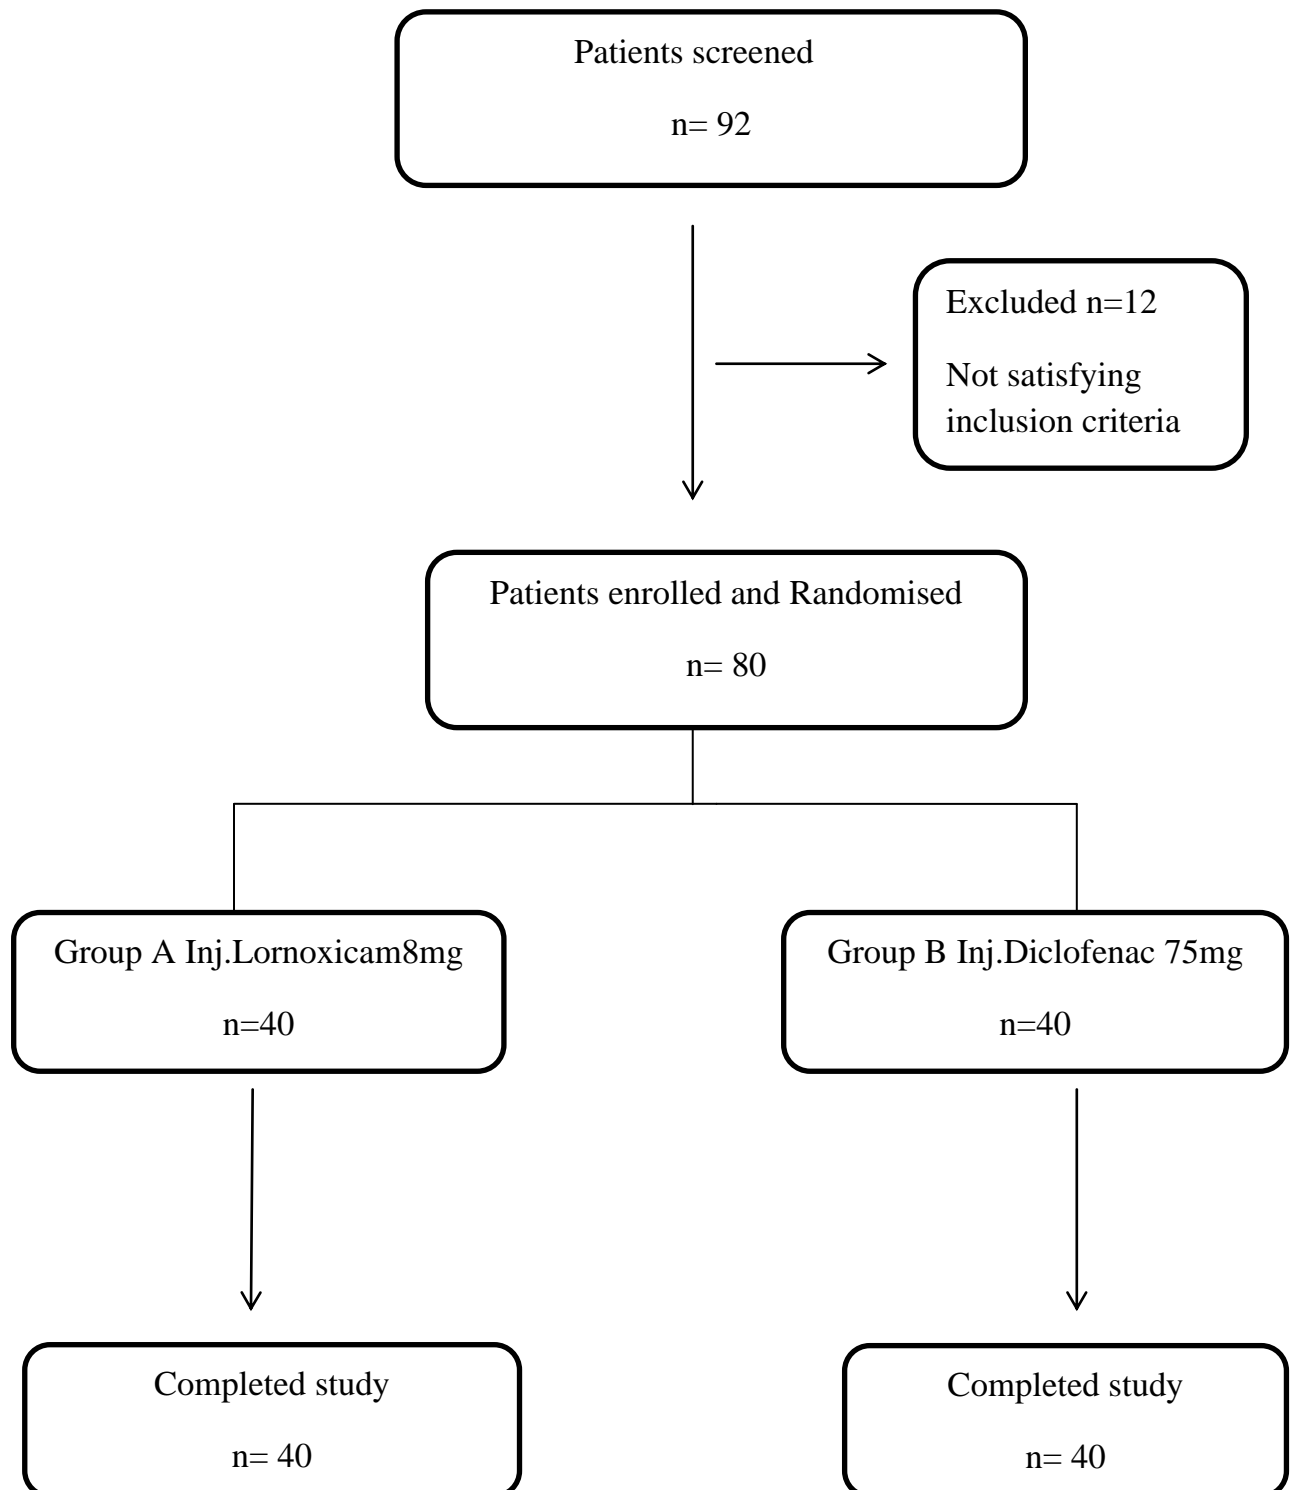 Patients screened
n= 92
Excluded n=12
Not satisfying
inclusion criteria
Patients enrolled and Randomised
n= 80
Group A Inj.Lornoxicam8mg
n=40
Group B Inj.Diclofenac 75mg
n=40
Completed study
n= 40
Completed study
n= 40